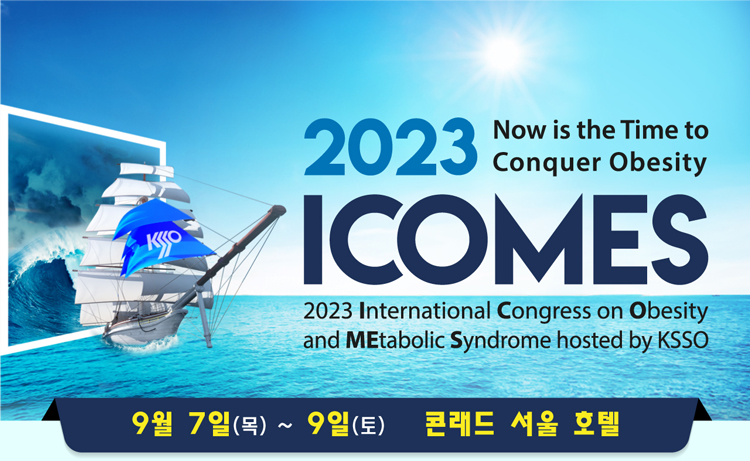 2023 Now is the Time to
Conquer Obesity
ICOMES
2023 International Congress on Obesity
and MEtabolic Syndrome hosted by KSSO
KSSO
9월 7일(목) ~ 9일(토) 콘래드 서울 호텔